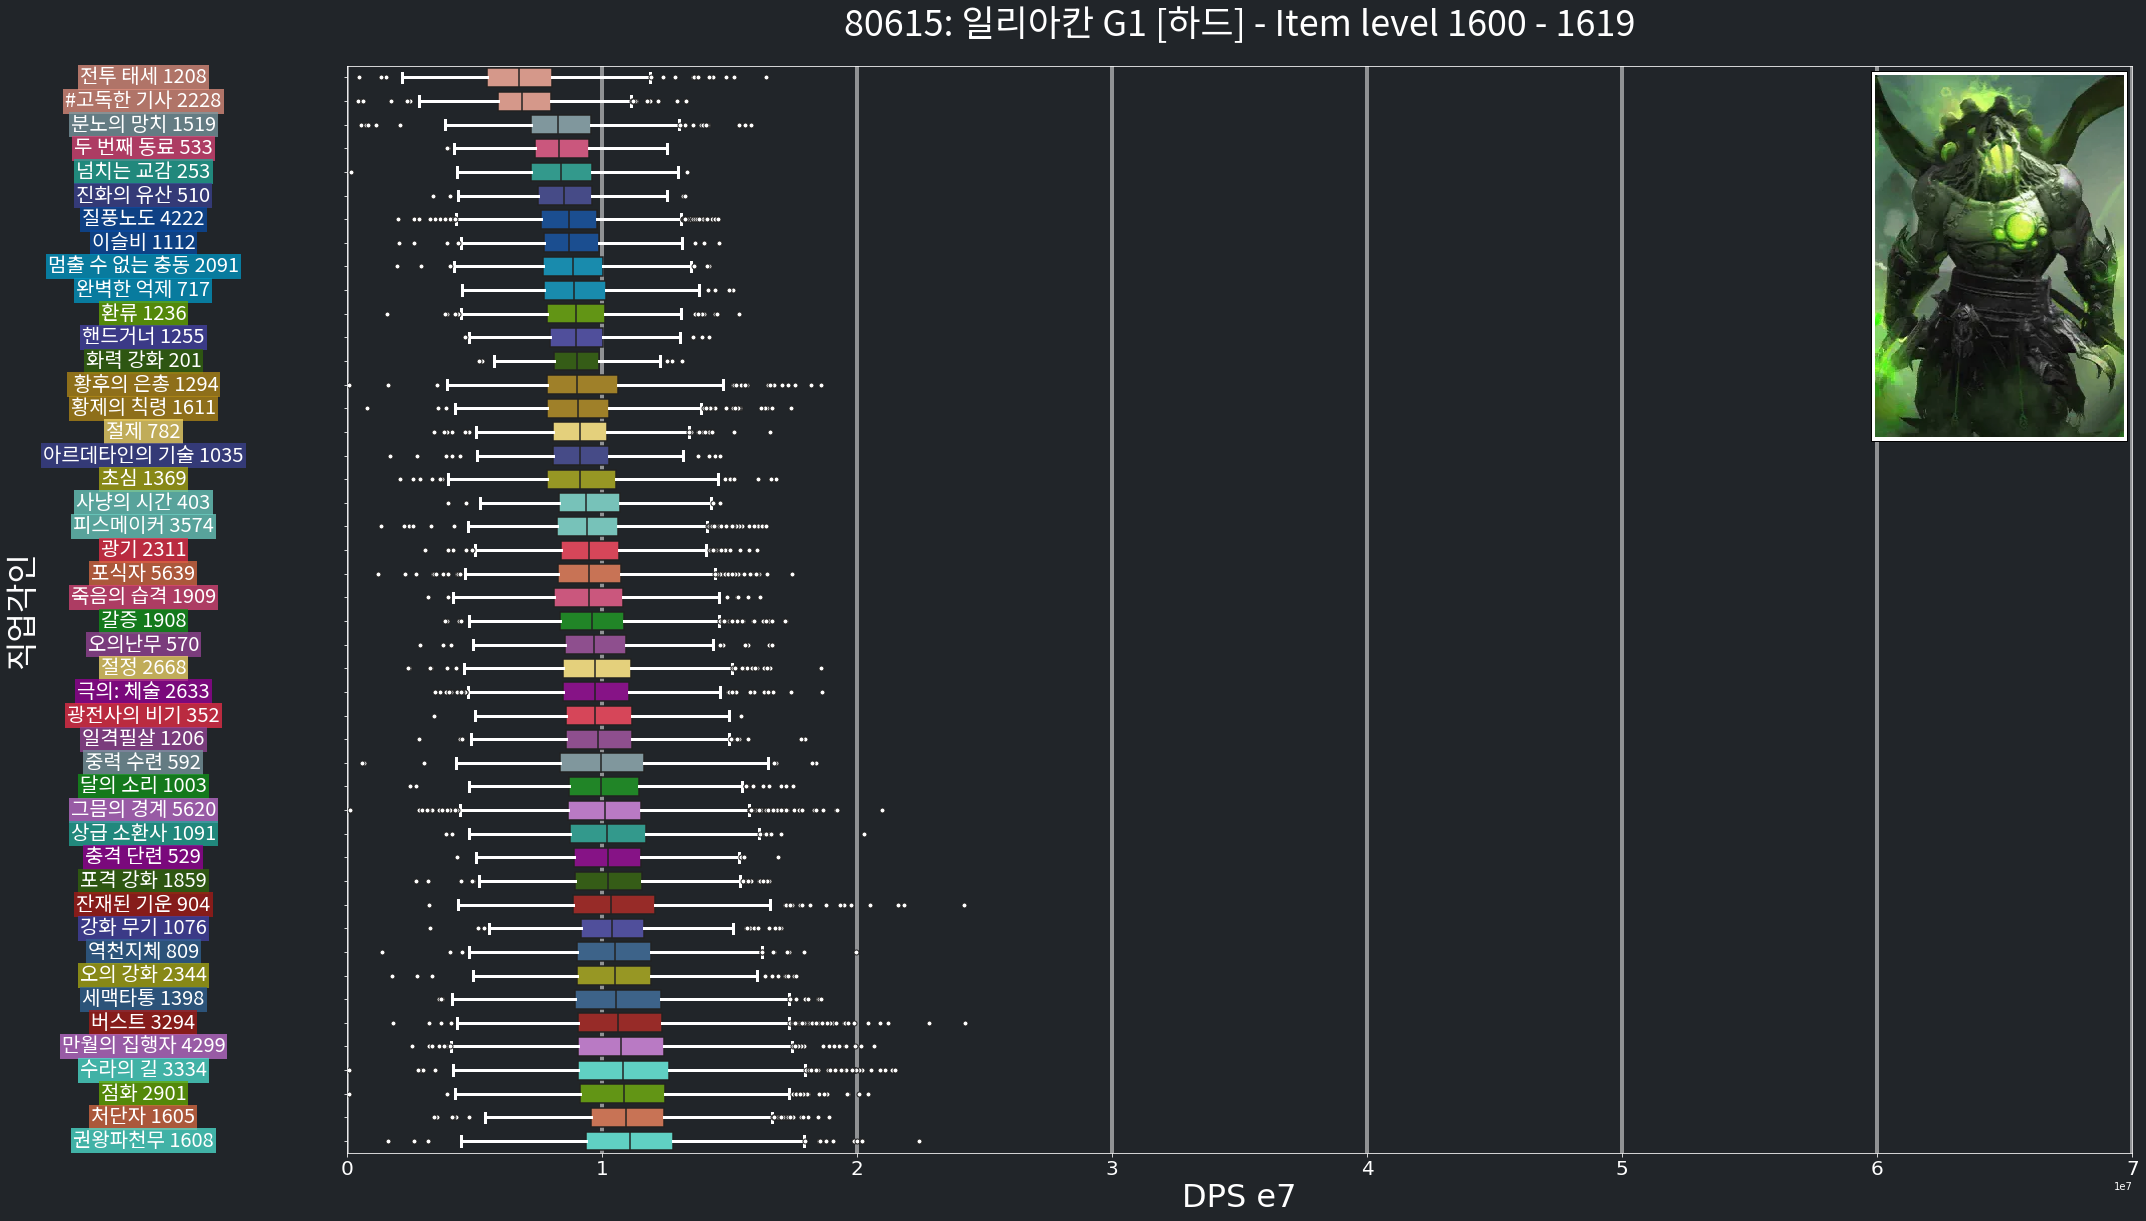 80615: 일리아칸 G1 [하드] - Item level 1600 - 1619
전투 태세 1208
#고독한 기사 2228
분노의 망치 1519
두 번째 동료 533
넘치는 교감 253
진화의 유산 510
질풍노도 4222
이슬비 1112
멈출 수 없는 충동 2091
완벽한 억제 717
환류 1236
핸드거너 1255
화력 강화 201
황후의 은총 1294
황제의 칙령 1611
절제 782
아르데타인의 기술 1035
초심 1369
사냥의 시간 403
피스메이커 3574
광기 2311
포식자 5639
죽음의 습격 1909
갈증 1908
오의난무 570
절정 2668
극의: 체술 2633
광전사의 비기 352
일격필살 1206
중력 수련 592
달의 소리 1003
그믐의 경계 5620
상급 소환사 1091
충격 단련 529
포격 강화 1859
잔재된 기운 904
강화 무기 1076
역천지체 809
오의 강화 2344
세맥타통 1398
버스트 3294
만월의 집행자 4299
수라의 길 3334
점화 2901
처단자 1605
권왕파천무 1608
직업각인
0 1 2 3 4 5 6 7
1e7
DPS e7